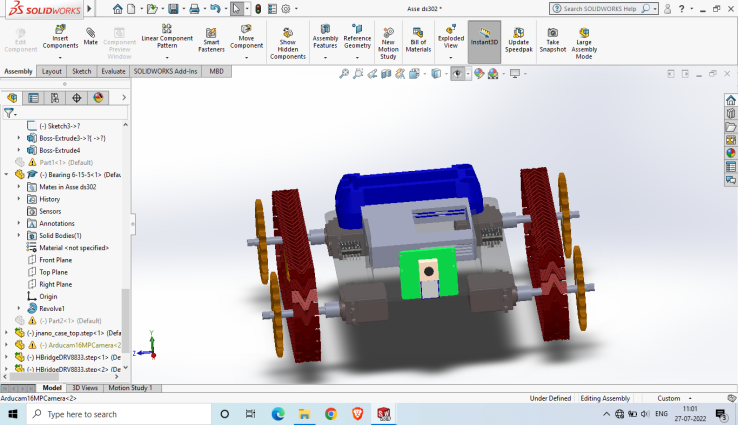 SOLIDWORKS
Asse ds302 *
Search SOLIDWORKS Help
Edit Component
Insert Components
Mate
Component Preview Window
Linear Component Pattern
Smart Fasteners
Move Component
Show Hidden Components
Assembly Features
Reference Geometry
New Motion Study
Bill of Materials
Exploded View
Instant3D
Update Speedpak
Take Snapshot
Large Assembly Mode
Assembly Layout Sketch Evaluate SOLIDWORKS Add-Ins MBD
(-) Sketch3->?
Boss-Extrude3->?{ ->?}
Boss-Extrude4
Part1<1> (Default)
(-) Bearing 6-15-5<1> (Defau
Mates in Asse ds302
History
Sensors
Annotations
Solid Bodies(1)
Material <not specified>
Front Plane
Top Plane
Right Plane
Origin
Revolve1
(-) Part2<1> (Default)
(-) jnano_case_top.step<1> (Defa
(-) Arducam16MPCamera<2
(-) HBridgeDRV8833.step<1> (De
(-) HBridgeDRV8833.step<2> (De
Y
Z
Model 3D Views Motion Study 1
Arducam16MPCamera<2>
Under Defined Editing Assembly Custom
Type here to search
ENG
11:01
27-07-2022
3